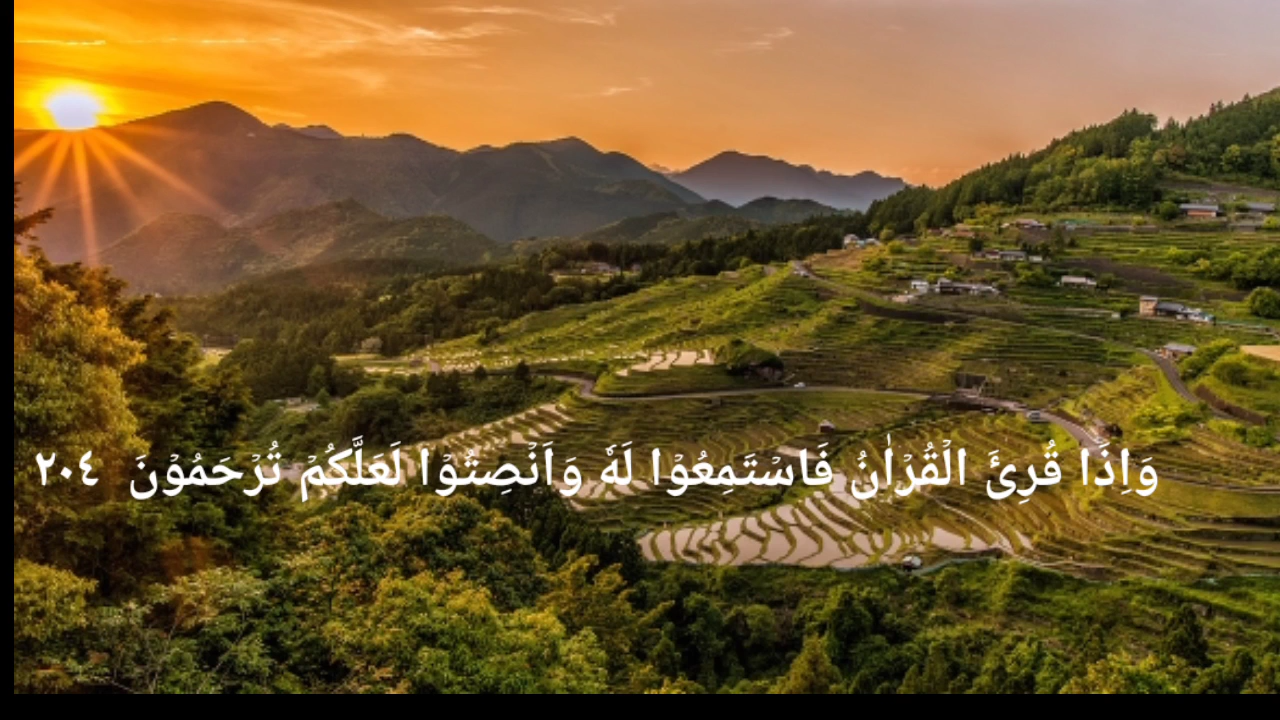 وَاِذَا قُرِئَ الْقُرْاٰنُ فَاسْتَمِعُوْا لَهٗ وَاَنْصِتُوْا لَعَلَّكُمْ تُرْحَمُوْنَ ٢٠٤